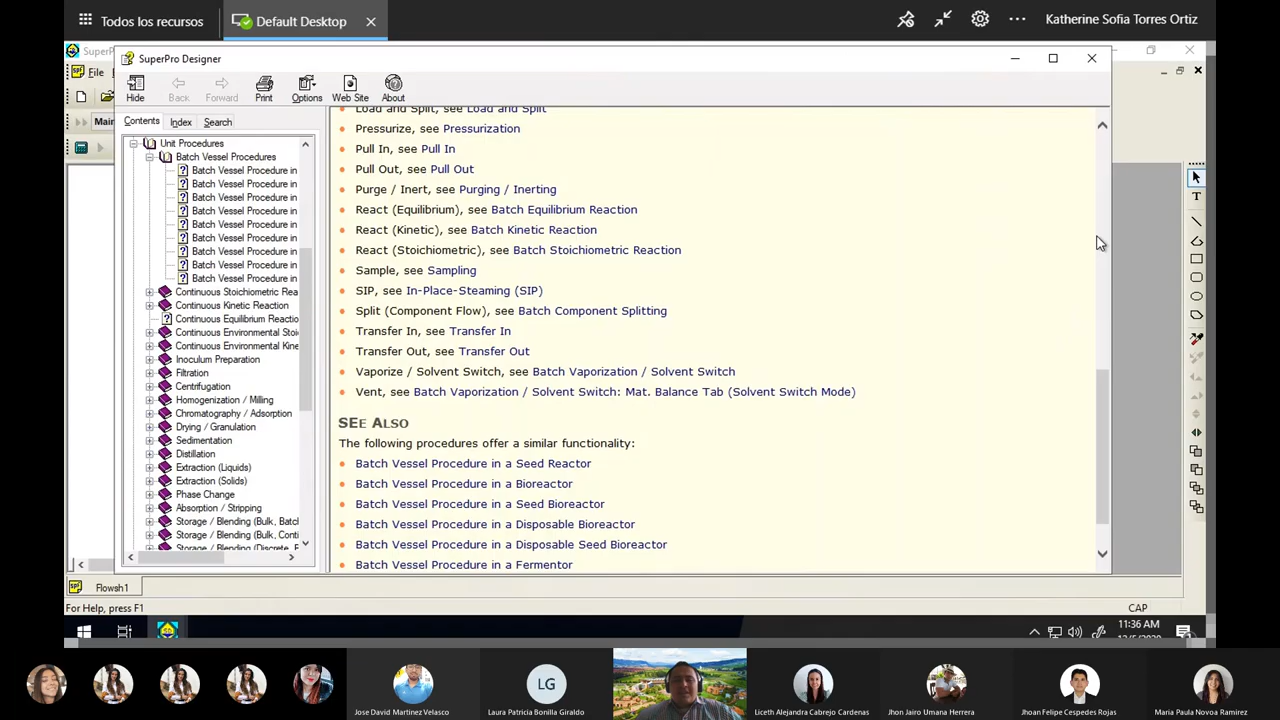 Todos los recursos
Default Desktop
Katherine Sofia Torres Ortiz
SuperPro Designer
File
Hide
Back
Forward
Print
Options
Web Site
About
Contents
Index
Search
Unit Procedures
Batch Vessel Procedures
Batch Vessel Procedure in
Batch Vessel Procedure in
Batch Vessel Procedure in
Batch Vessel Procedure in
Batch Vessel Procedure in
Batch Vessel Procedure in
Batch Vessel Procedure in
Batch Vessel Procedure in
Batch Vessel Procedure in
Continuous Stoichiometric Rea
Continuous Kinetic Reaction
Continuous Equilibrium Reactio
Continuous Environmental Stoi
Continuous Environmental Kine
Inoculum Preparation
Filtration
Centrifugation
Homogenization / Milling
Chromatography / Adsorption
Drying / Granulation
Sedimentation
Distillation
Extraction (Liquids)
Extraction (Solids)
Phase Change
Absorption / Stripping
Storage / Blending (Bulk, Batc
Storage / Blending (Bulk, Conti
Storage / Blending (Discrete,
Load and Split, see Load and Split
Pressurize, see Pressurization
Pull In, see Pull In
Pull Out, see Pull Out
Purge / Inert, see Purging / Inerting
React (Equilibrium), see Batch Equilibrium Reaction
React (Kinetic), see Batch Kinetic Reaction
React (Stoichiometric), see Batch Stoichiometric Reaction
Sample, see Sampling
SIP, see In-Place-Steaming (SIP)
Split (Component Flow), see Batch Component Splitting
Transfer In, see Transfer In
Transfer Out, see Transfer Out
Vaporize / Solvent Switch, see Batch Vaporization / Solvent Switch
Vent, see Batch Vaporization / Solvent Switch: Mat. Balance Tab (Solvent Switch Mode)
SEE ALSO
The following procedures offer a similar functionality:
Batch Vessel Procedure in a Seed Reactor
Batch Vessel Procedure in a Bioreactor
Batch Vessel Procedure in a Seed Bioreactor
Batch Vessel Procedure in a Disposable Bioreactor
Batch Vessel Procedure in a Disposable Seed Bioreactor
Batch Vessel Procedure in a Fermentor
Flowsh1
For Help, press F1
CAP
11:36 AM
LG
Jose David Martinez Velasco
Laura Patricia Bonilla Giraldo
Liceth Alejandra Cabrejo Cardenas
Jhon Jairo Umana Herrera
Jhoan Felipe Cespedes Rojas
Maria Paula Novoa Ramirez